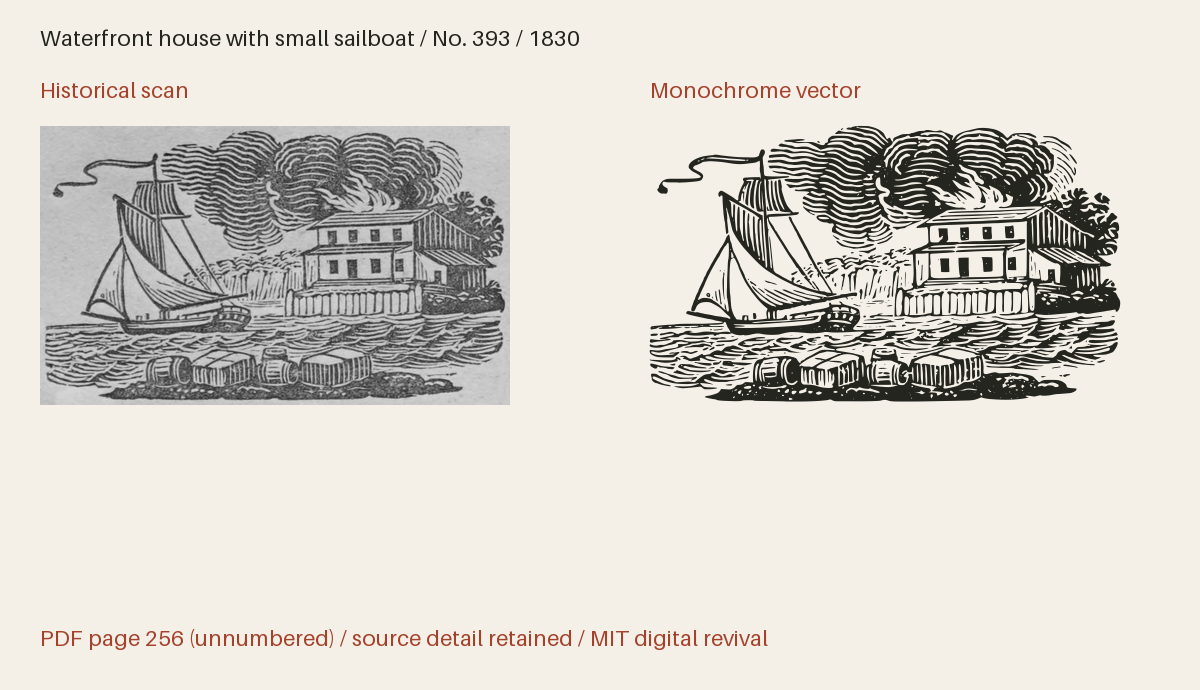 Waterfront house with small sailboat / No. 393 / 1830
Historical scan
Monochrome vector
PDF page 256 (unnumbered) / source detail retained / MIT digital revival